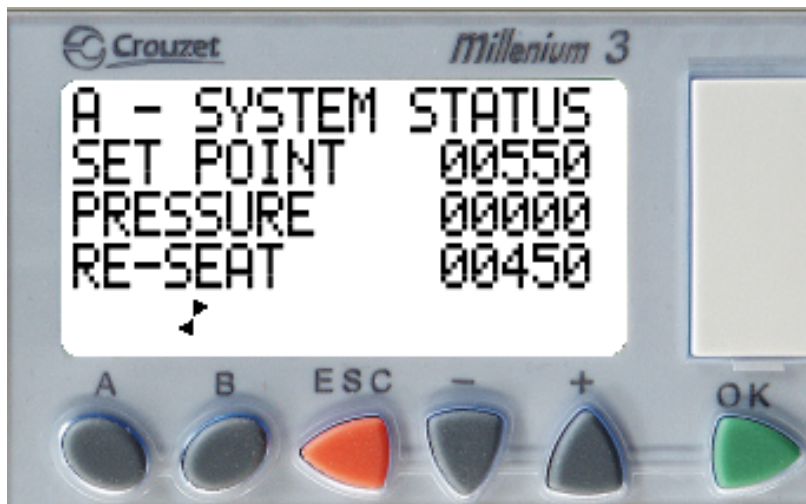 Crouzet millenium 3
A - SYSTEM STATUS
SET POINT 00550
PRESSURE 00000
RE-SEAT 00450
A B ESC - + OK